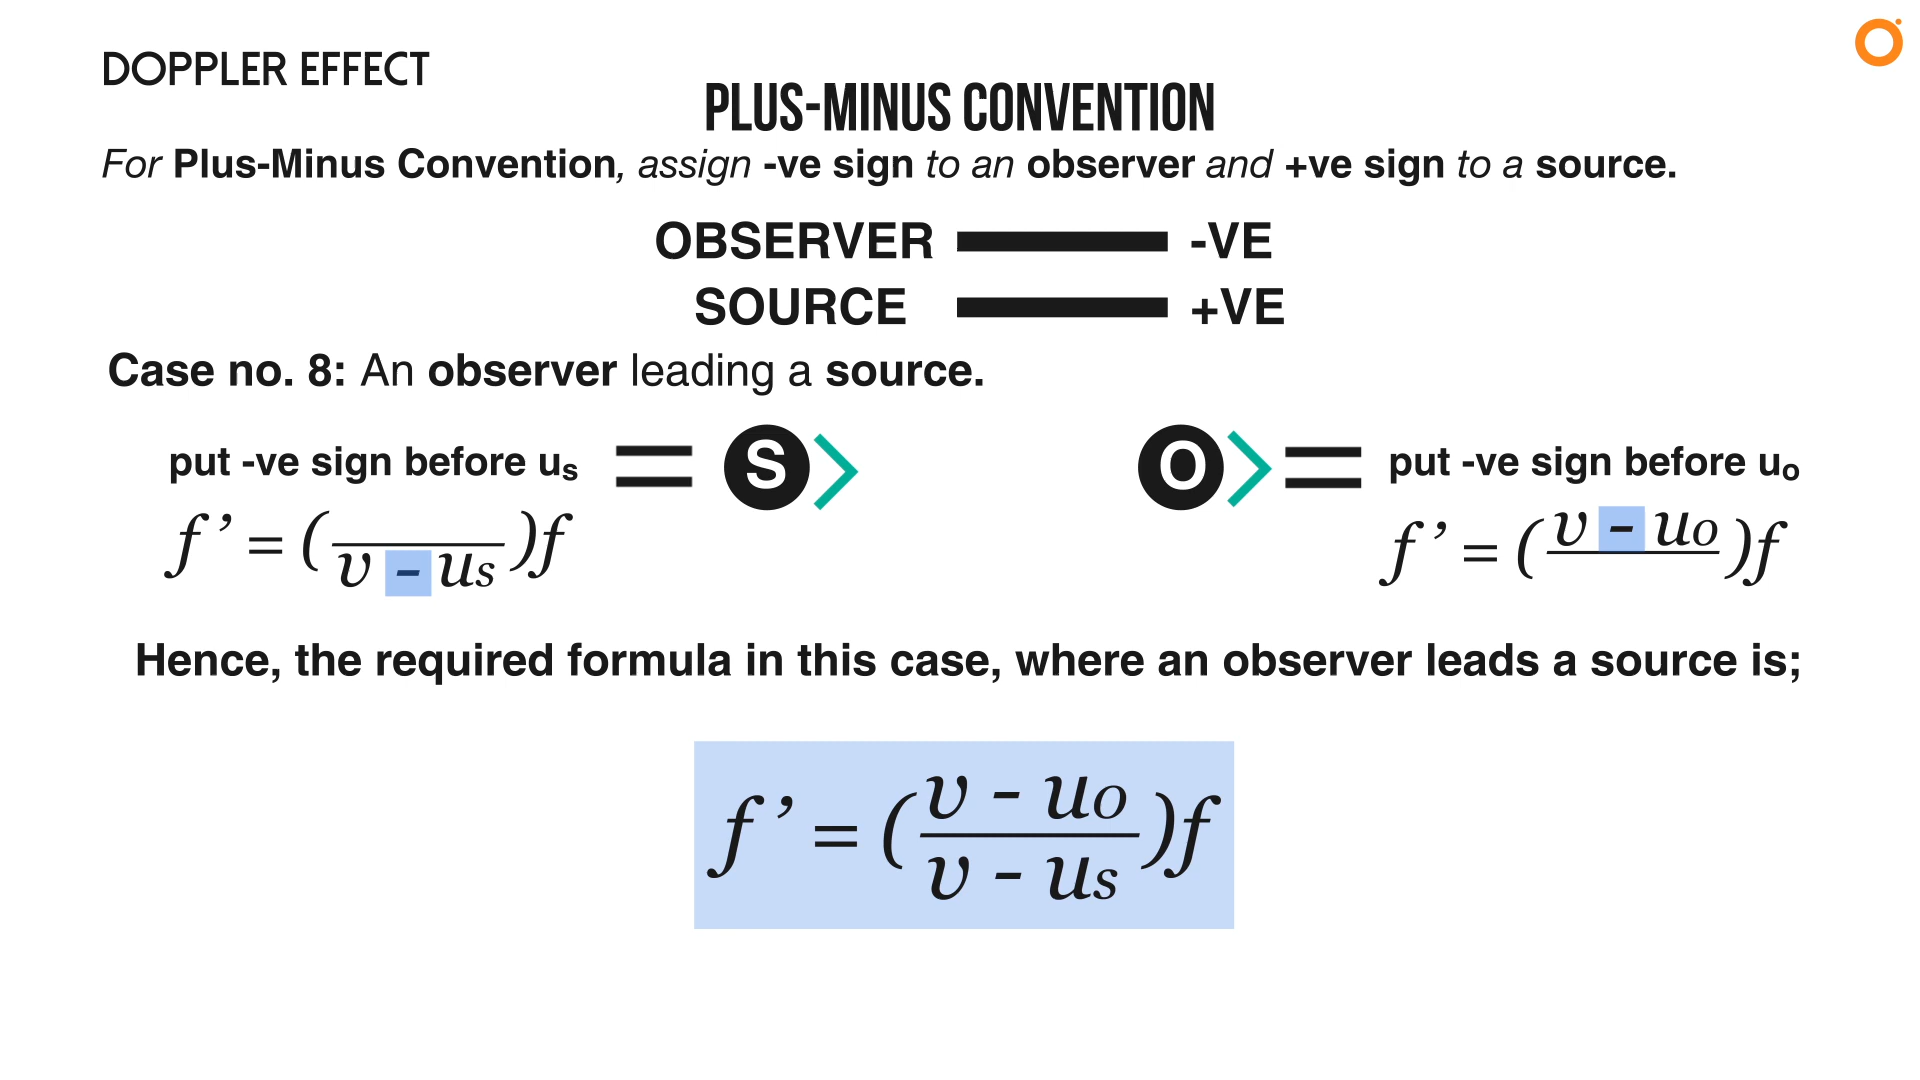 DOPPLER EFFECT
PLUS-MINUS CONVENTION
For Plus-Minus Convention, assign -ve sign to an observer and +ve sign to a source.
OBSERVER -VE
SOURCE +VE
Case no. 8: An observer leading a source.
put -ve sign before us = S > O > = put -ve sign before uo
f' = ( / v - us )f
f' = (v - uo / )f
Hence, the required formula in this case, where an observer leads a source is;
f' = (v - uo / v - us)f